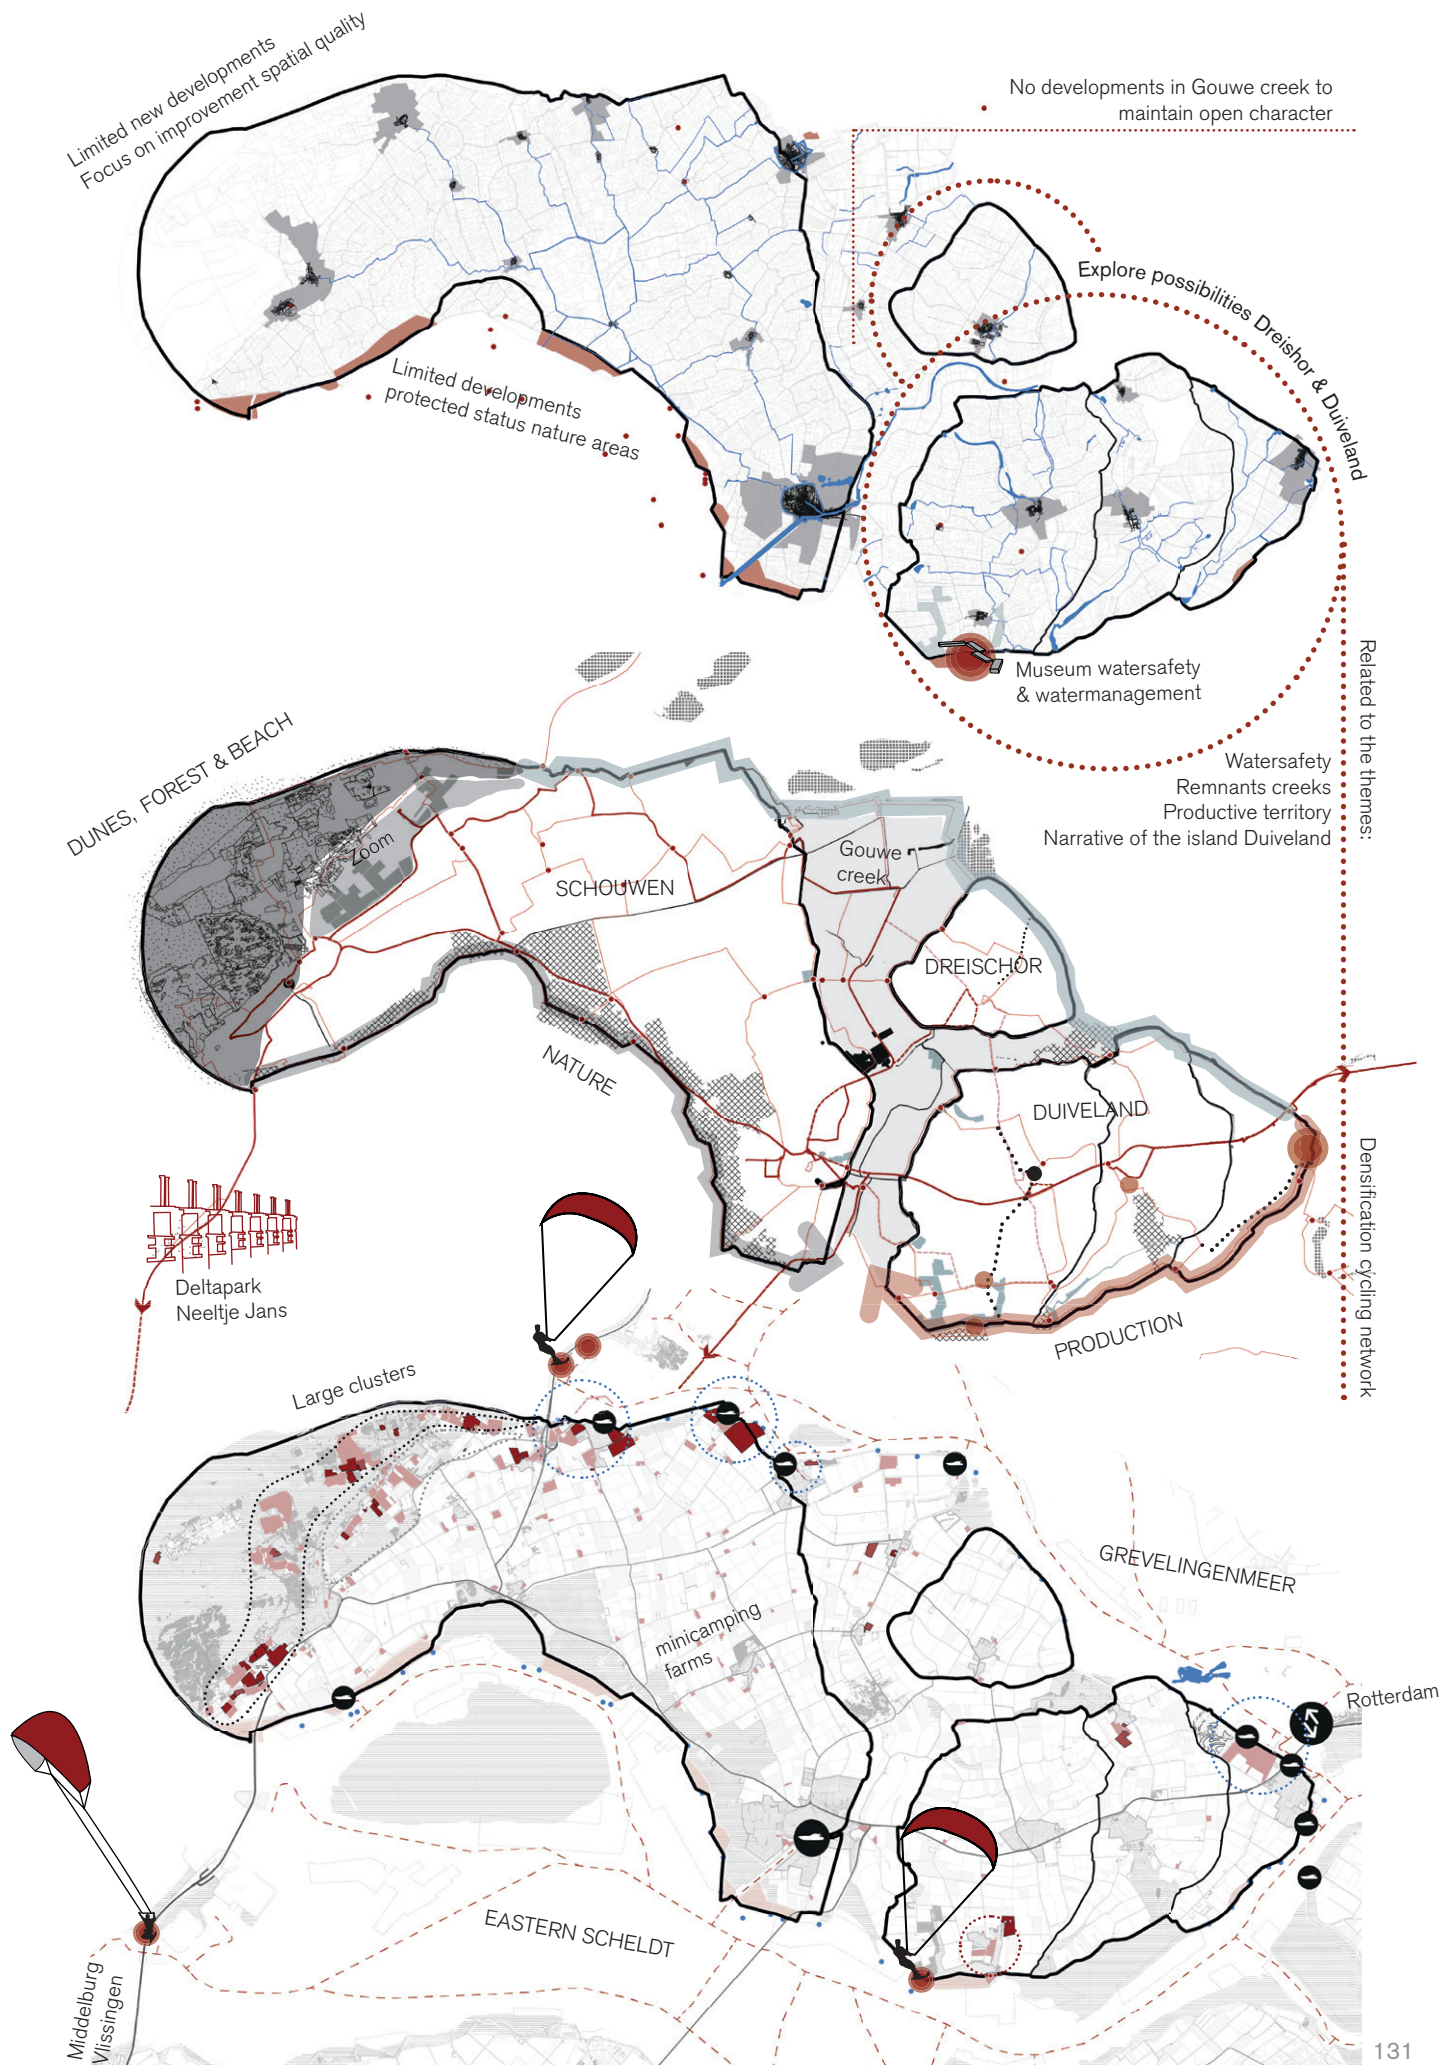 Limited new developments
Focus on improvement spatial quality
No developments in Gouwe creek to
maintain open character
Explore possibilities Dreishor & Duiveland
Limited developments
protected status nature areas
Museum watersafety
& watermanagement
Related to the themes:
Watersafety
Remnants creeks
Productive territory
Narrative of the island Duiveland
DUNES, FOREST & BEACH
Zoom
SCHOUWEN
Gouwe
creek
DREISCHOR
NATURE
DUIVELAND
Densification cycling network
Deltapark
Neeltje Jans
PRODUCTION
Large clusters
GREVELINGENMEER
minicamping
farms
Rotterdam
EASTERN SCHELDT
Middelburg
Vlissingen
131